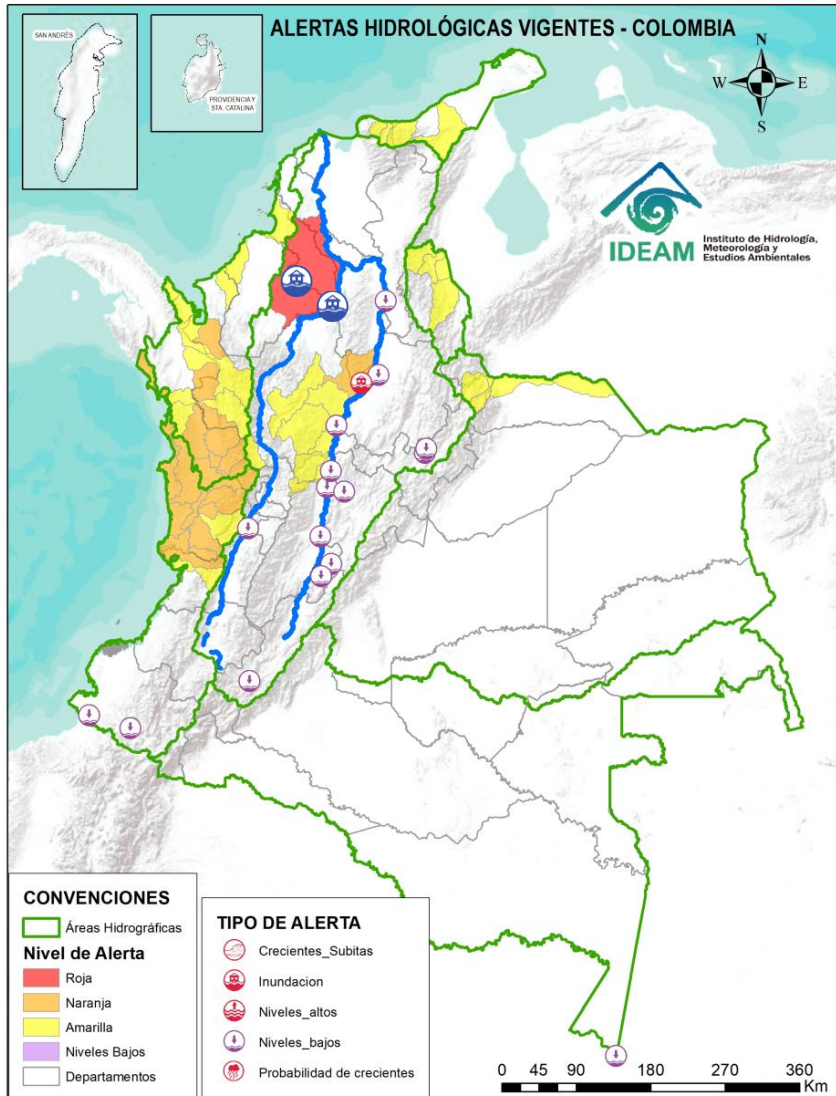 ALERTAS HIDROLÓGICAS VIGENTES - COLOMBIA
SAN ANDRÉS
PROVIDENCIA Y
STA. CATALINA
N
W
E
S
IDEAM
Instituto de Hidrología,
Meteorología y
Estudios Ambientales
CONVENCIONES
Áreas Hidrográficas
Nivel de Alerta
Roja
Naranja
Amarilla
Niveles Bajos
Departamentos
TIPO DE ALERTA
Crecientes_Subitas
Inundacion
Niveles_altos
Niveles_bajos
Probabilidad de crecientes
0 45 90 180 270 360
Km